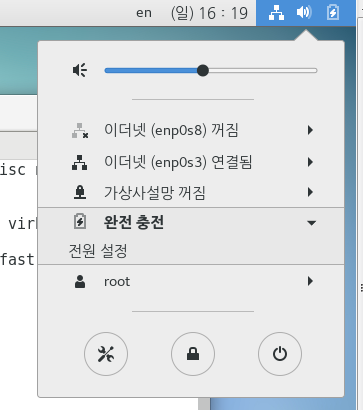 en (일) 16 : 19
이더넷 (enp0s8) 꺼짐
isc
이더넷 (enp0s3) 연결됨
가상사설망 꺼짐
virl
완전 충전
전원 설정
fast
root